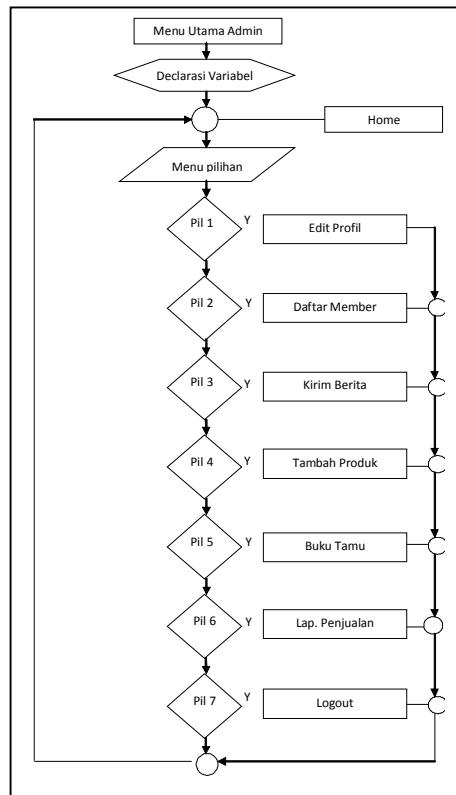 Menu Utama Admin
Declarasi Variabel
Home
Menu pilihan
Pil 1
Y
Edit Profil
Pil 2
Y
Daftar Member
Pil 3
Y
Kirim Berita
Pil 4
Y
Tambah Produk
Pil 5
Y
Buku Tamu
Pil 6
Y
Lap. Penjualan
Pil 7
Y
Logout